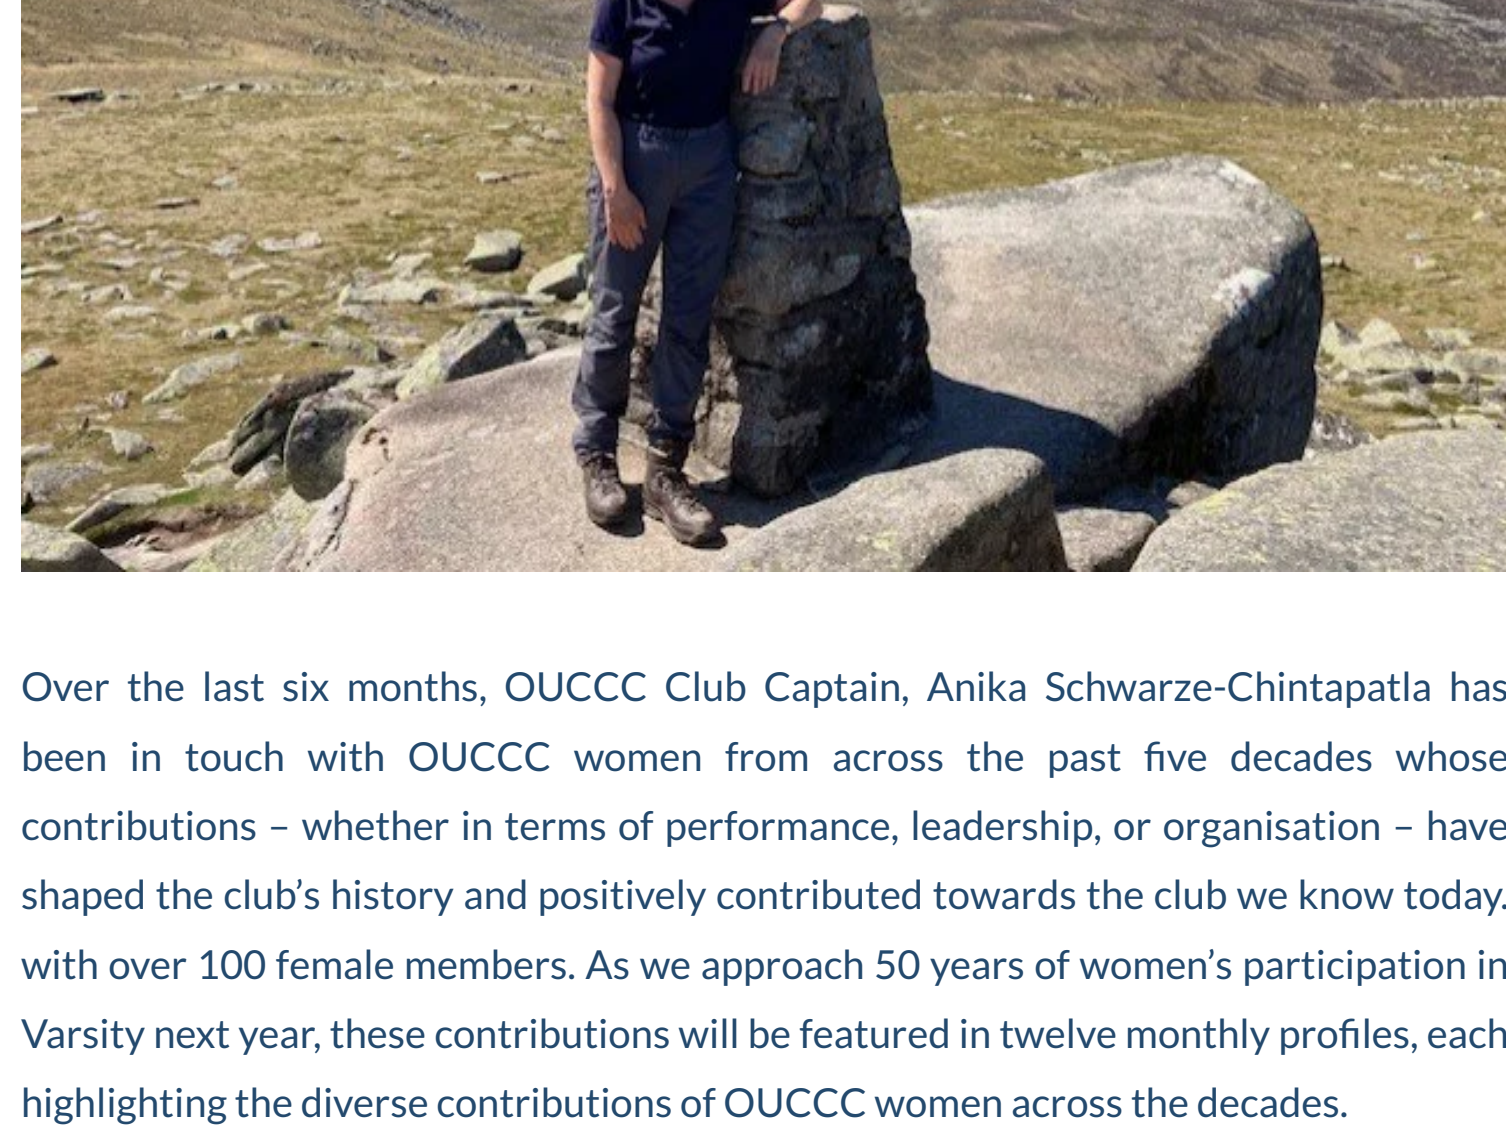 Over the last six months, OUCCC Club Captain, Anika Schwarze-Chintapatla has
been in touch with OUCCC women from across the past five decades whose
contributions – whether in terms of performance, leadership, or organisation – have
shaped the club’s history and positively contributed towards the club we know today.
with over 100 female members. As we approach 50 years of women’s participation in
Varsity next year, these contributions will be featured in twelve monthly profiles, each
highlighting the diverse contributions of OUCCC women across the decades.